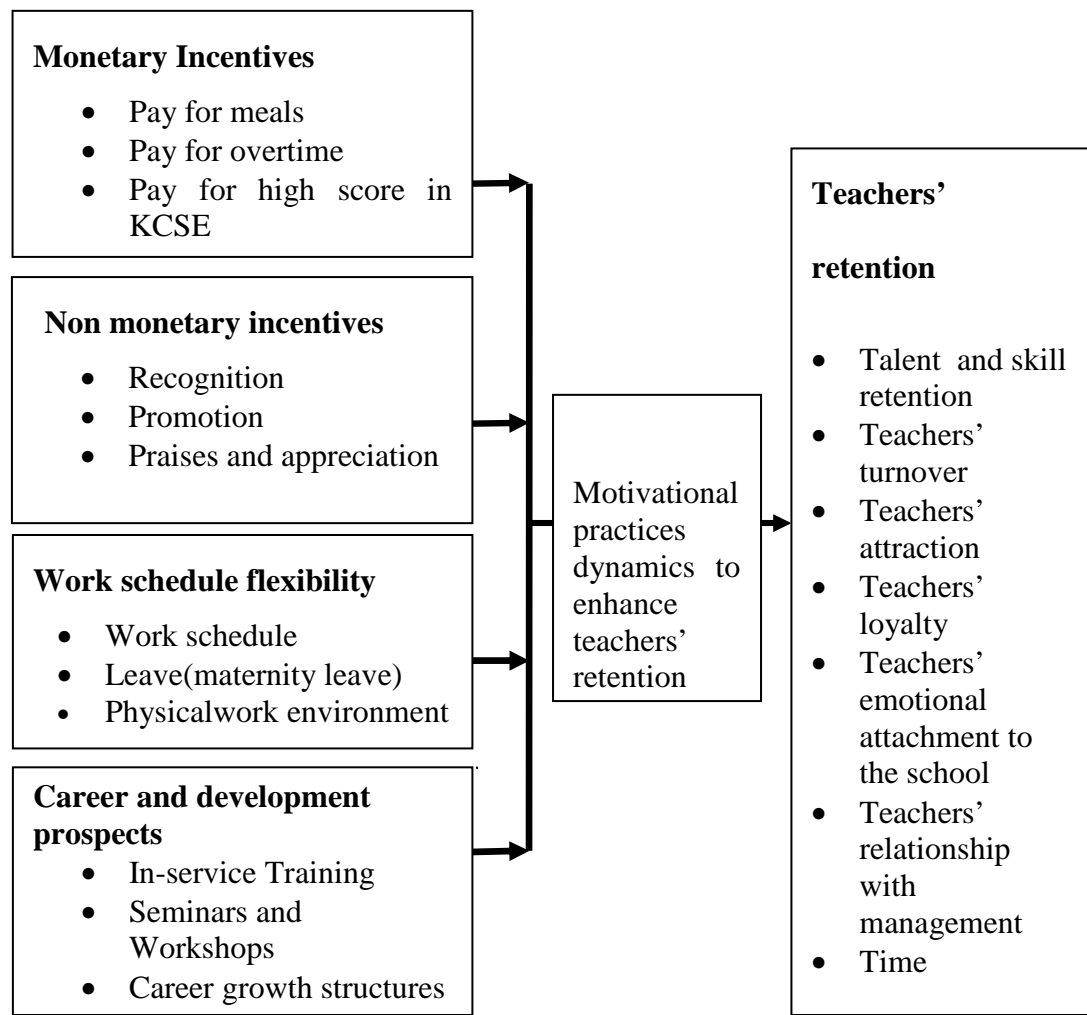 Monetary Incentives
• Pay for meals
• Pay for overtime
• Pay for high score in
KCSE
Non monetary incentives
• Recognition
• Promotion
• Praises and appreciation
Work schedule flexibility
• Work schedule
• Leave(maternity leave)
• Physicalwork environment
Career and development
prospects
• In-service Training
• Seminars and
Workshops
• Career growth structures
Motivational
practices
dynamics to
enhance
teachers’
retention
Teachers’
retention
• Talent and skill
retention
• Teachers’
turnover
• Teachers’
attraction
• Teachers’
loyalty
• Teachers’
emotional
attachment to
the school
• Teachers’
relationship
with
management
• Time